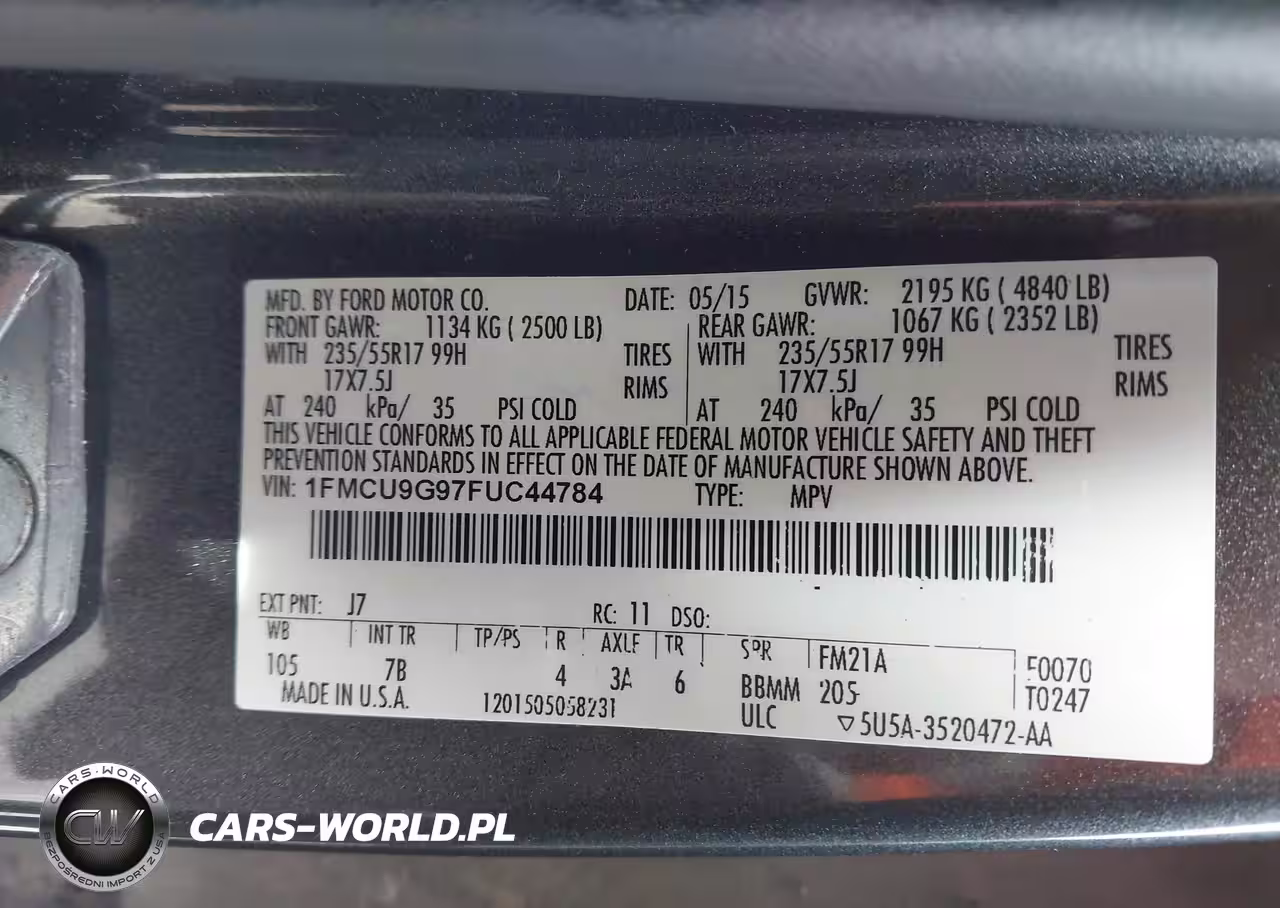 MFD. BY FORD MOTOR CO. DATE: 05/15 GVWR: 2195 KG ( 4840 LB)
FRONT GAWR: 1134 KG ( 2500 LB) REAR GAWR: 1067 KG ( 2352 LB)
WITH 235/55R17 99H TIRES WITH 235/55R17 99H TIRES
17X7.5J RIMS 17X7.5J RIMS
AT 240 kPa/ 35 PSI COLD AT 240 kPa/ 35 PSI COLD
THIS VEHICLE CONFORMS TO ALL APPLICABLE FEDERAL MOTOR VEHICLE SAFETY AND THEFT
PREVENTION STANDARDS IN EFFECT ON THE DATE OF MANUFACTURE SHOWN ABOVE.
VIN: 1FMCU9G97FUC44784 TYPE: MPV
EXT PNT: J7 RC: 11 DSO:
WB INT TR TP/PS R AXLE TR SPR FM21A F0070
105 7B 4 3A 6 BBMM 205 T0247
MADE IN U.S.A. 1201505058231 ULC ▽5U5A-3520472-AA
CARS-WORLD
CW
BEZPOŚREDNI IMPORT Z USA
CARS-WORLD.PL